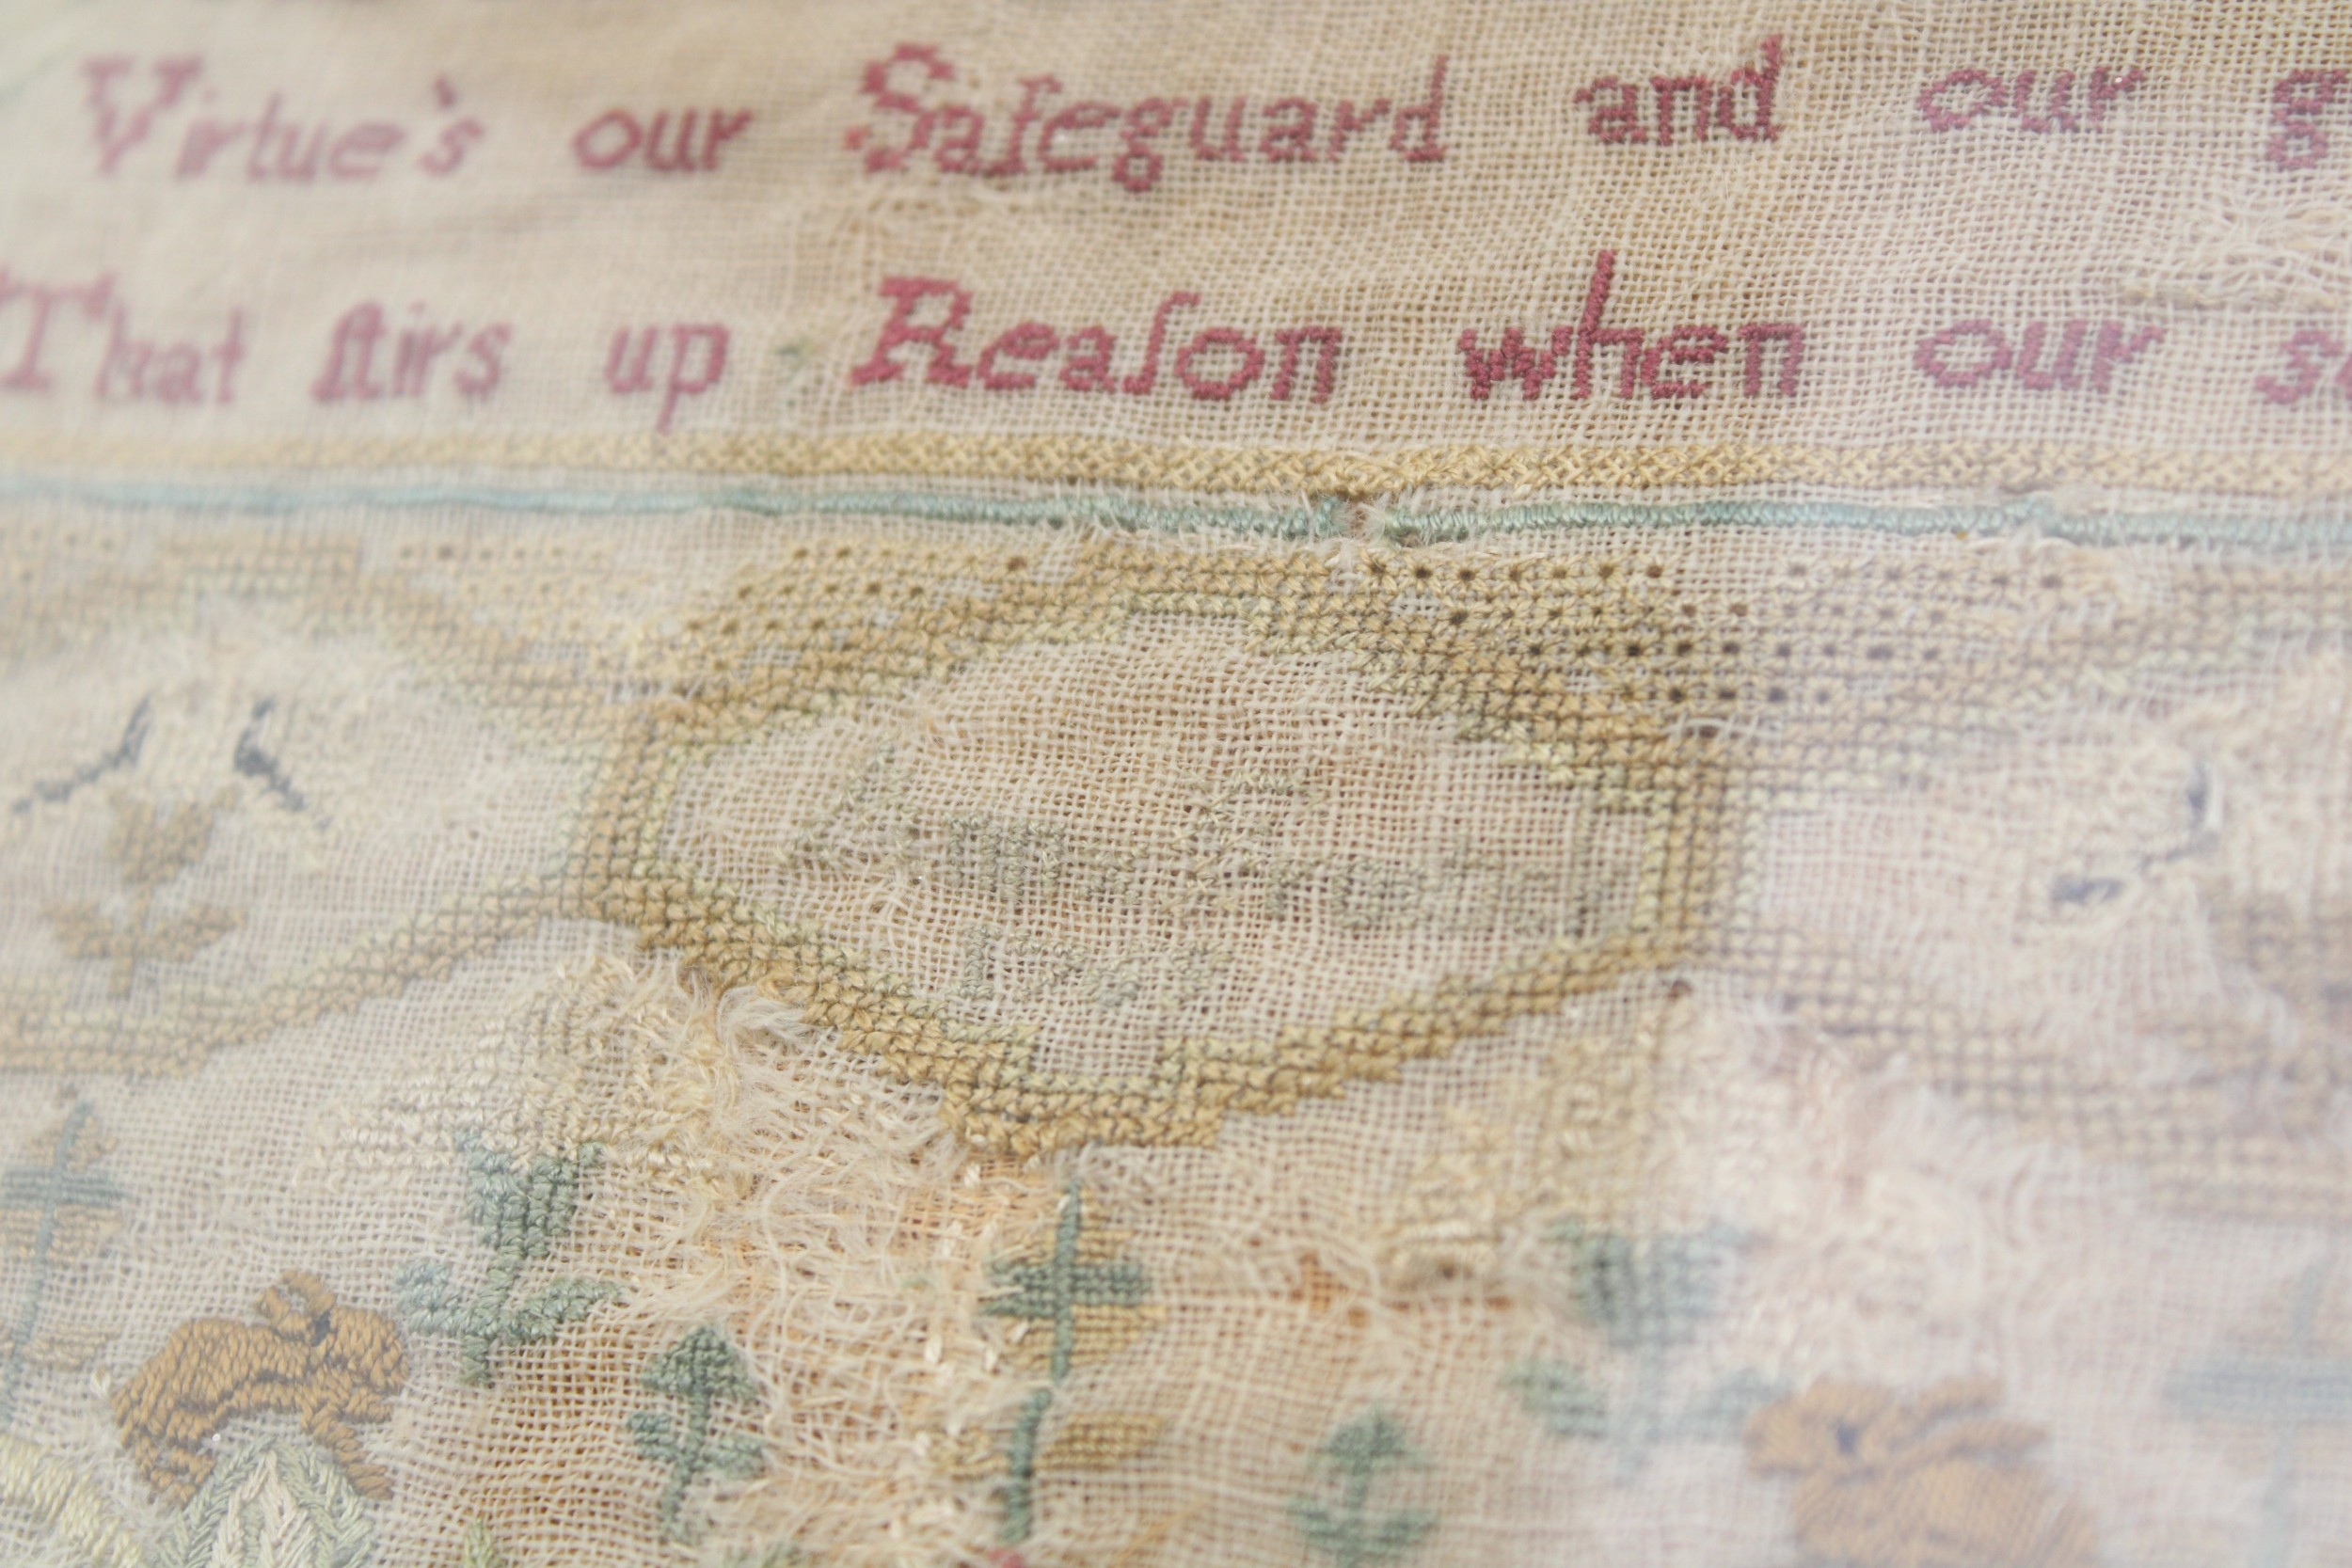 Virtue's our Safeguard and our g
That ſtirs up Reaſon when our s